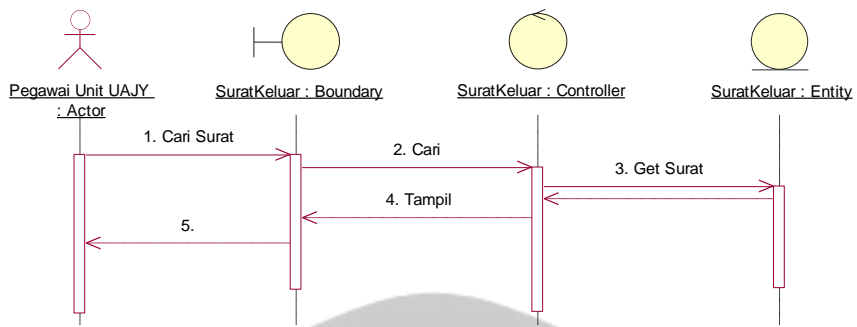 Pegawai Unit UAJY
: Actor
SuratKeluar : Boundary
SuratKeluar : Controller
SuratKeluar : Entity
1. Cari Surat
2. Cari
3. Get Surat
4. Tampil
5.